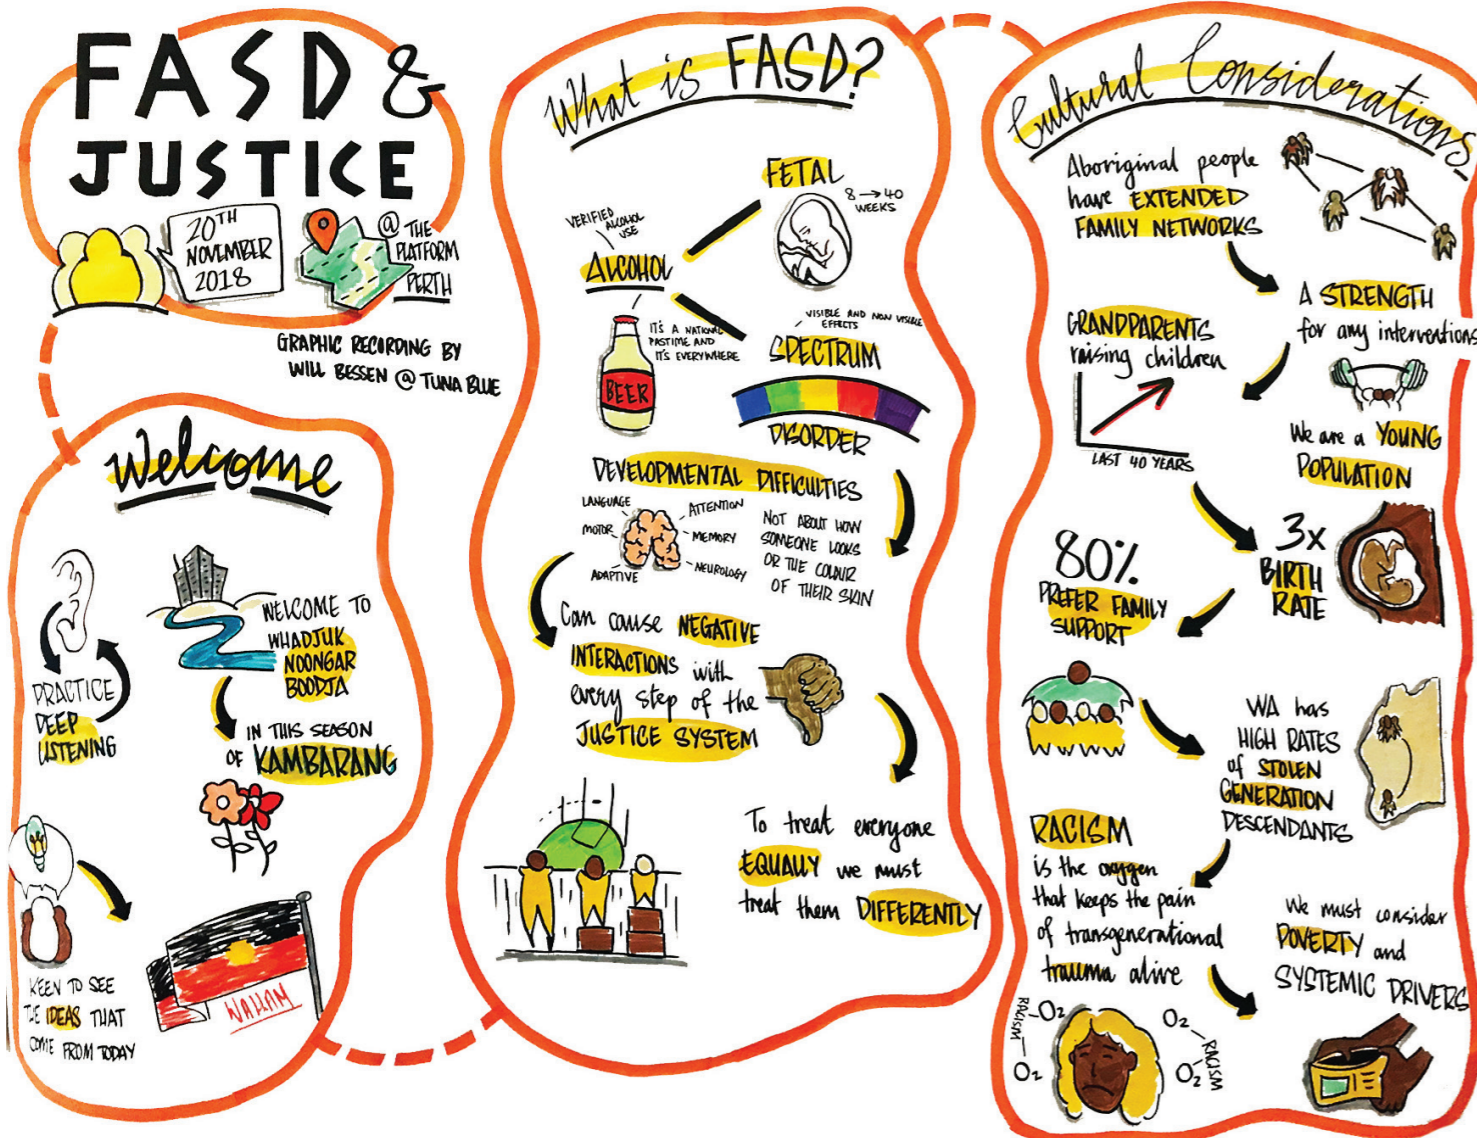 FASD &
JUSTICE
20TH
NOVEMBER
2018
@ THE
PLATFORM
PERTH
GRAPHIC RECORDING BY
WILL BESSEN @ TUNA BLUE
Welcome
PRACTICE
DEEP
LISTENING
WELCOME TO
WHADJUK
NOONGAR
BOODJA
IN THIS SEASON
OF KAMBARANG
KEEN TO SEE
THE IDEAS THAT
COME FROM TODAY
WALLAM
What is FASD?
FETAL
8 → 40
WEEKS
VERIFIED
ALCOHOL
USE
ALCOHOL
IT'S A NATIONAL
PASTIME AND
IT'S EVERYWHERE
BEER
VISIBLE AND NON VISIBLE
EFFECTS
SPECTRUM
DISORDER
DEVELOPMENTAL DIFFICULTIES
LANGUAGE
MOTOR
ADAPTIVE
ATTENTION
MEMORY
NEUROLOGY
NOT ABOUT HOW
SOMEONE LOOKS
OR THE COLOUR
OF THEIR SKIN
Can cause NEGATIVE
INTERACTIONS with
every step of the
JUSTICE SYSTEM
To treat everyone
EQUALLY we must
treat them DIFFERENTLY
Cultural Considerations
Aboriginal people
have EXTENDED
FAMILY NETWORKS
A STRENGTH
for any interventions
GRANDPARENTS
raising children
LAST 40 YEARS
We are a YOUNG
POPULATION
3x
BIRTH
RATE
80%
PREFER FAMILY
SUPPORT
WA has
HIGH RATES
of STOLEN
GENERATION
DESCENDANTS
RACISM
is the oxygen
that keeps the pain
of transgenerational
trauma alive
We must consider
POVERTY and
SYSTEMIC DRIVERS
O2
RACISM
O2
O2
RACISM
O2